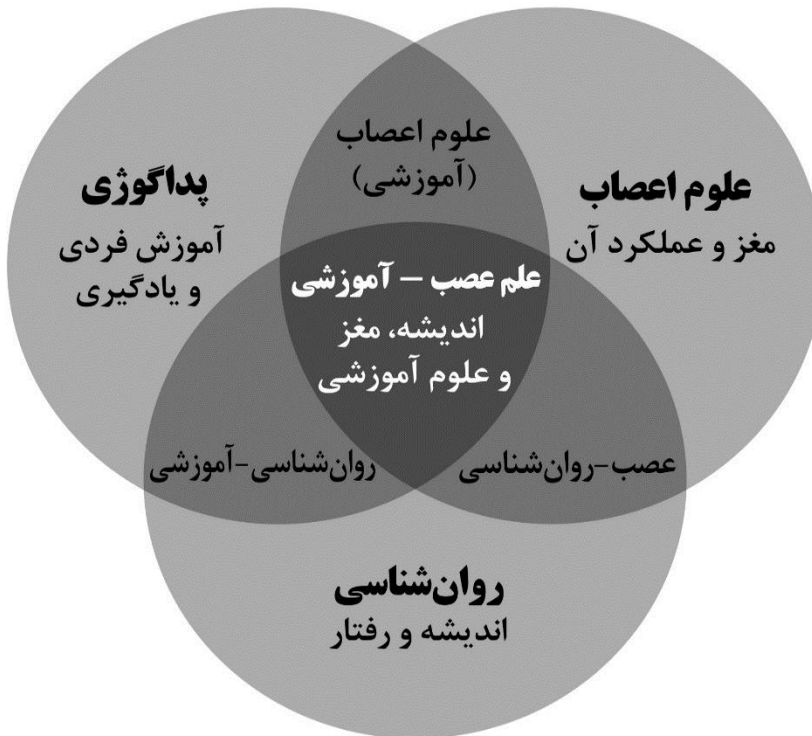 علوم اعصاب
(آموزشی)
علوم اعصاب
مغز و عملکرد آن
پداگوژی
آموزش فردی
و یادگیری
علم عصب – آموزشی
اندیشه، مغز
و علوم آموزشی
عصب-روان‌شناسی
روان‌شناسی-آموزشی
روان‌شناسی
اندیشه و رفتار